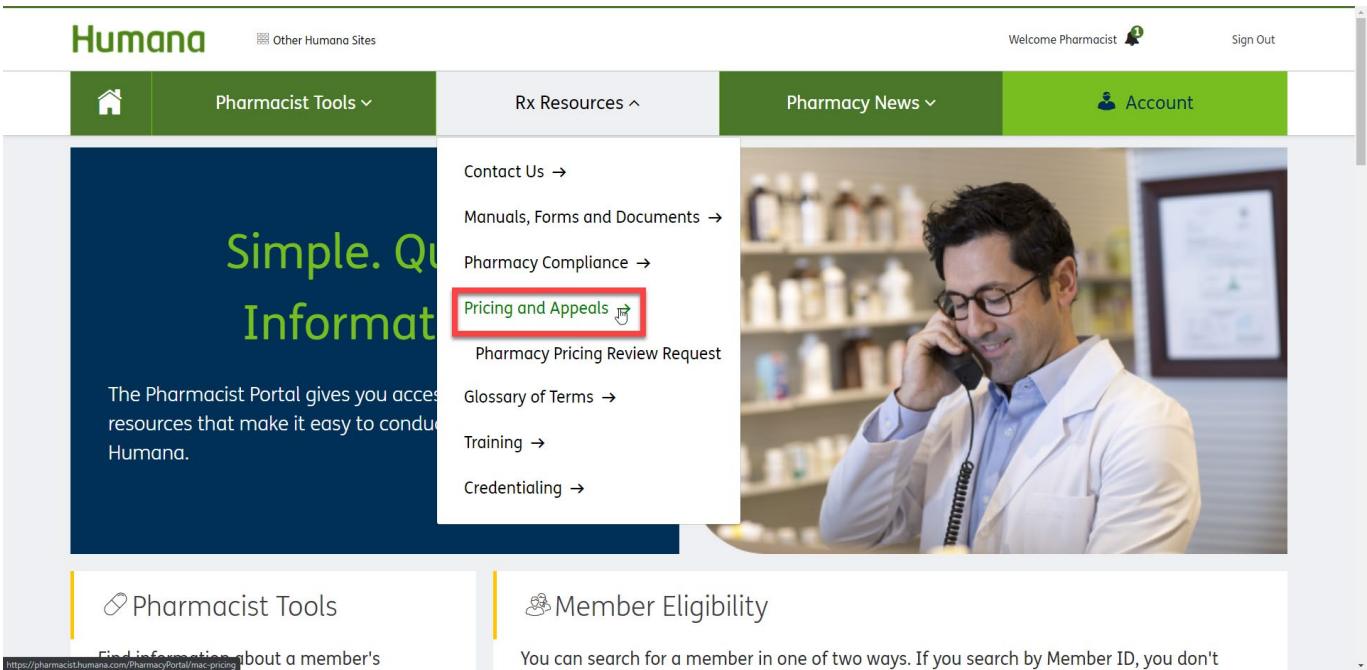 Humana
Other Humana Sites
Welcome Pharmacist
1
Sign Out
Pharmacist Tools
Rx Resources
Pharmacy News
Account
Contact Us →
Manuals, Forms and Documents →
Pharmacy Compliance →
Pricing and Appeals →
Pharmacy Pricing Review Request
Glossary of Terms →
Training →
Credentialing →
Simple. Qu
Informat
The Pharmacist Portal gives you acces
resources that make it easy to condu
Humana.
Pharmacist Tools
Find information about a member's
Member Eligibility
You can search for a member in one of two ways. If you search by Member ID, you don't
https://pharmacist.humana.com/PharmacyPortal/mac-pricing